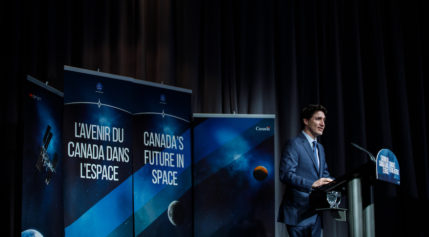 L'AVENIR DU
CANADA DANS
L'ESPACE
CANADA'S
FUTURE IN
SPACE
Canada